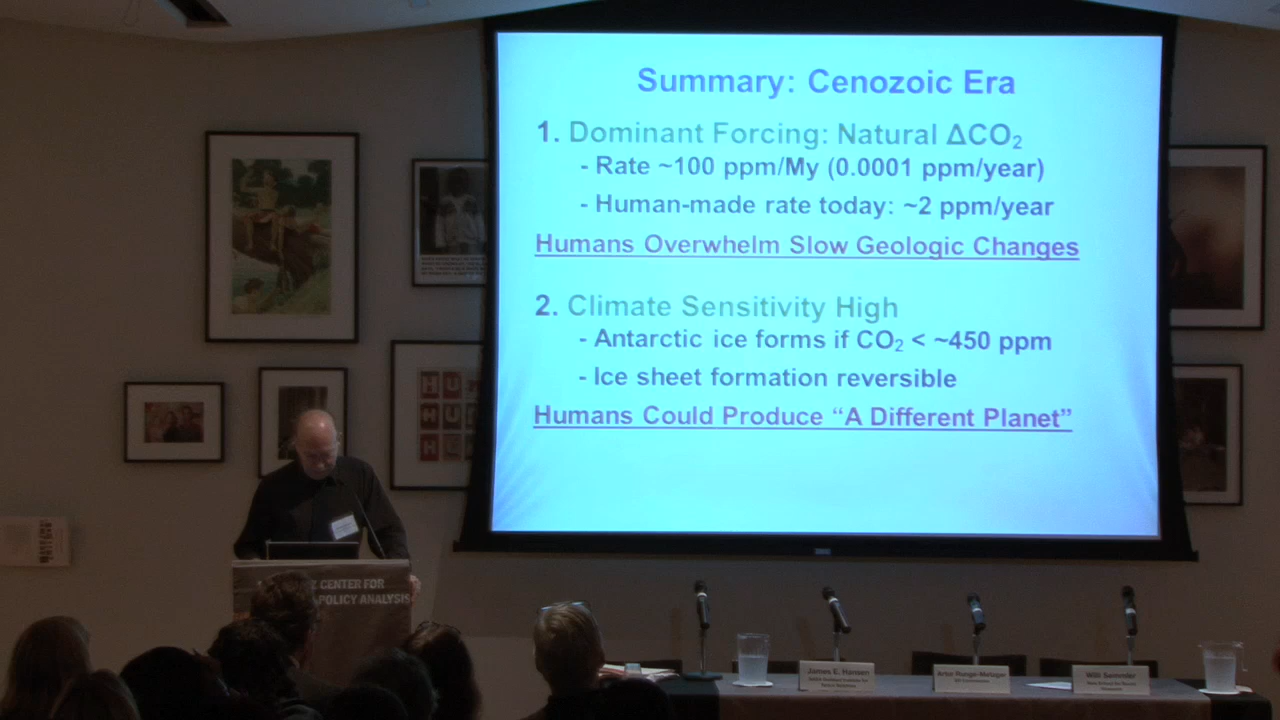 Summary: Cenozoic Era
1. Dominant Forcing: Natural ΔCO₂
- Rate ~100 ppm/My (0.0001 ppm/year)
- Human-made rate today: ~2 ppm/year
Humans Overwhelm Slow Geologic Changes
2. Climate Sensitivity High
- Antarctic ice forms if CO₂ < ~450 ppm
- Ice sheet formation reversible
Humans Could Produce “A Different Planet”
Z CENTER FOR
POLICY ANALYSIS
James E. Hansen